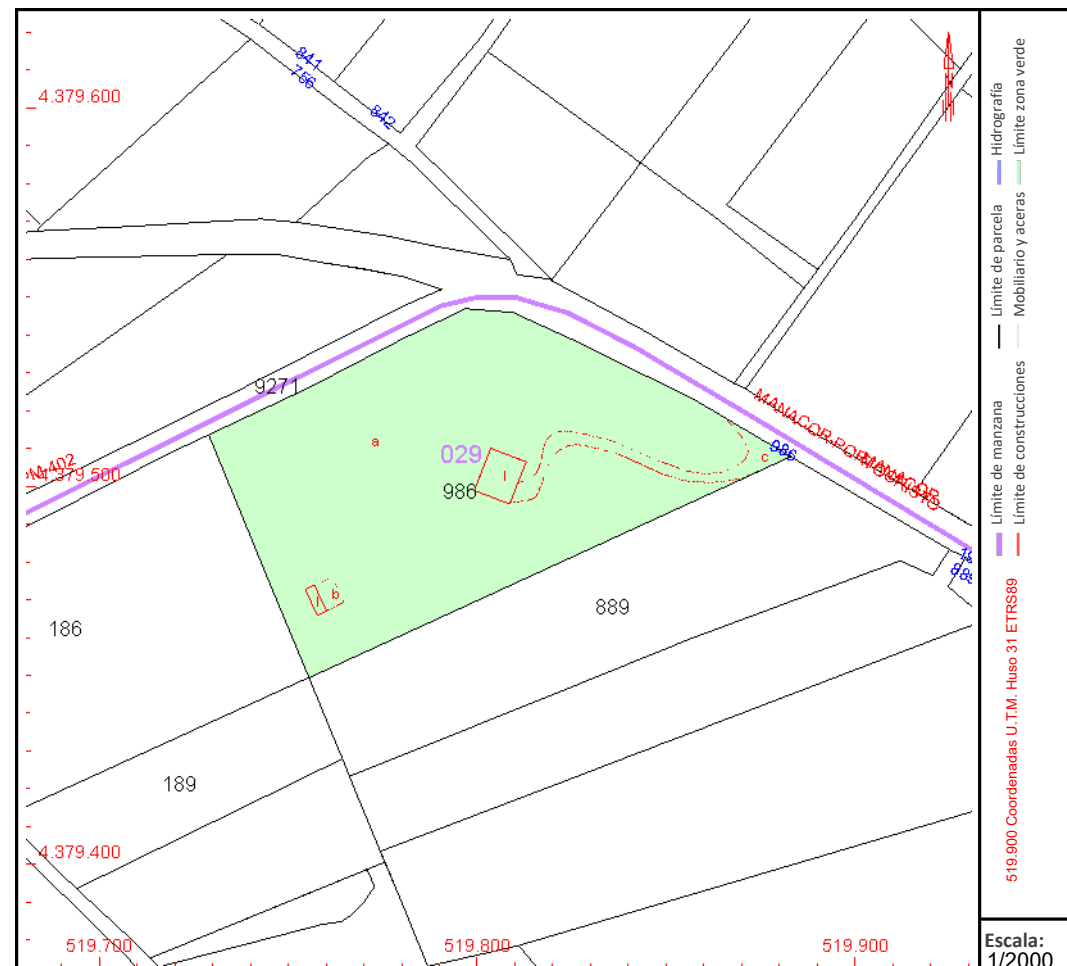 841
756
842
4.379.600
9271
MANACOR-PORTOCRISTO
MANACOR
986
a
029
I
986
c
4.379.500
b
186
889
189
4.379.400
519.700
519.800
519.900
Límite de manzana
Límite de parcela
Hidrografía
Límite de construcciones
Mobiliario y aceras
Límite zona verde
519.900 Coordenadas U.T.M. Huso 31 ETRS89
Escala:
1/2000